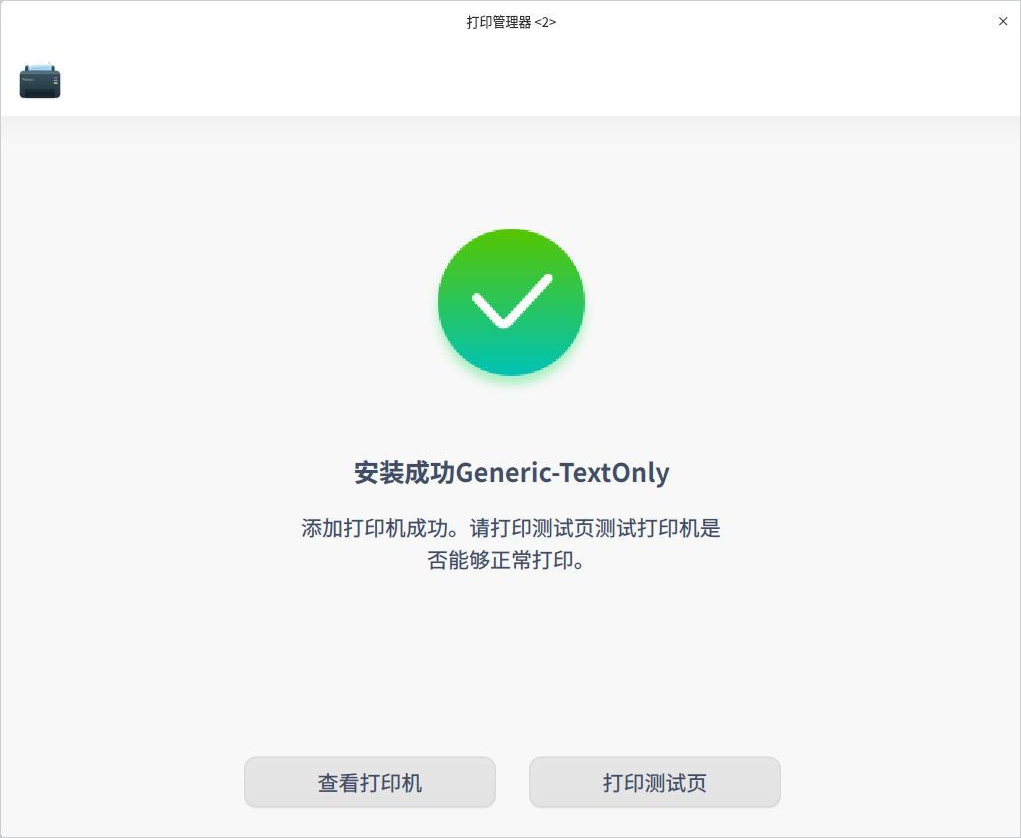 打印管理器 <2>
安装成功Generic-TextOnly
添加打印机成功。请打印测试页测试打印机是
否能够正常打印。
查看打印机
打印测试页